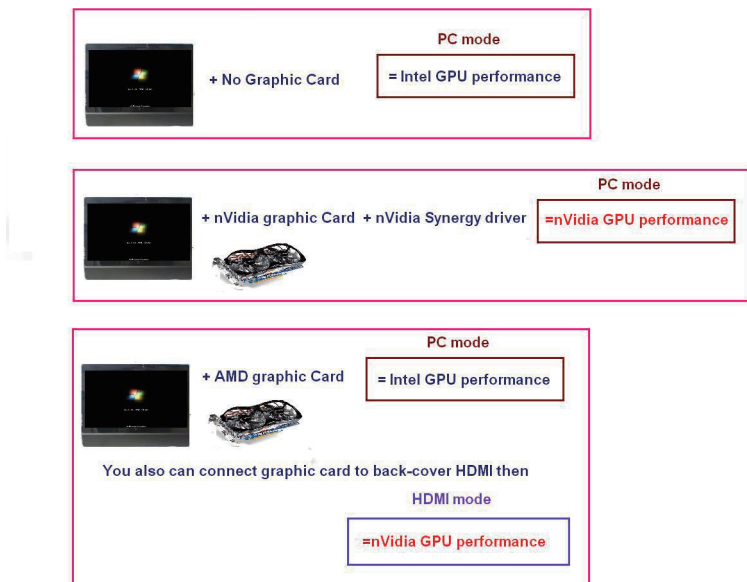 PC mode
+ No Graphic Card
= Intel GPU performance
PC mode
+ nVidia graphic Card + nVidia Synergy driver
=nVidia GPU performance
PC mode
+ AMD graphic Card
= Intel GPU performance
You also can connect graphic card to back-cover HDMI then
HDMI mode
=nVidia GPU performance